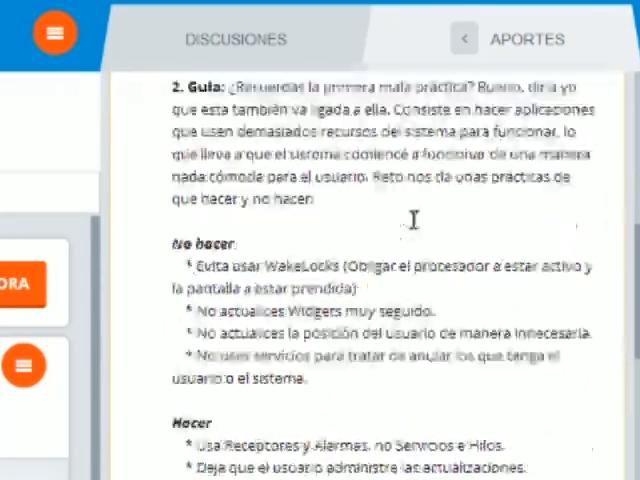 DISCUSIONES
< APORTES
2. Guía: ¿Recuerdas la primera mala práctica? Bueno, diría yo
que esta también va ligada a ella. Consiste en hacer aplicaciones
que usen demasiados recursos del sistema para funcionar, lo
que lleva a que el sistema comience a funcionar de una manera
nada cómoda para el usuario. Reto nos da unas prácticas de
que hacer y no hacer:
No hacer
* Evita usar WakeLocks (Obligar el procesador a estar activo y
la pantalla a estar prendida)
* No actualices Widgets muy seguido.
* No actualices la posición del usuario de manera innecesaria.
* No uses servicios para tratar de anular los que tenga el
usuario o el sistema.
ORA
Hacer
* Usa Receptores y Alarmas, no Servicios e Hilos.
* Deja que el usuario administre las actualizaciones.